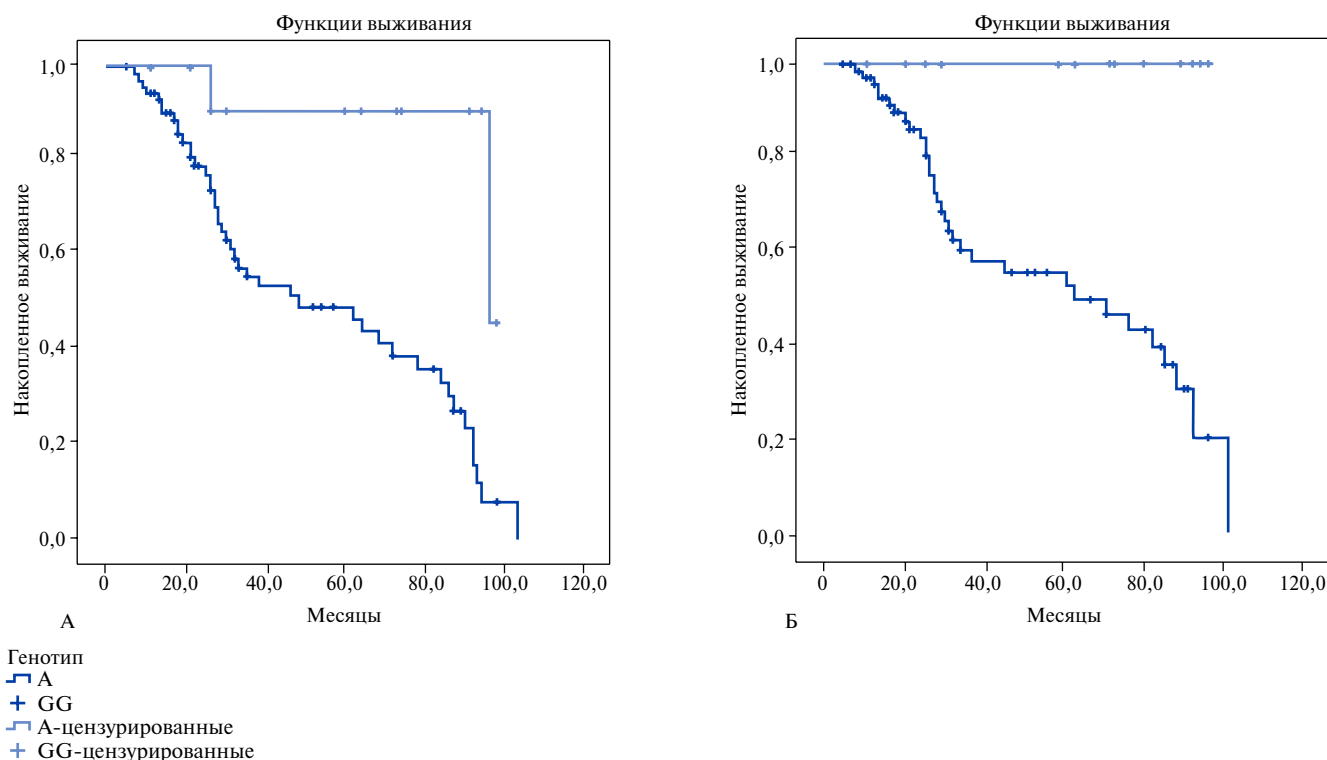 Функции выживания
1,0
0,8
0,6
0,4
0,2
0,0
Накопленное выживание
0 20,0 40,0 60,0 80,0 100,0 120,0
Месяцы
А
Функции выживания
1,0
0,8
0,6
0,4
0,2
0,0
Накопленное выживание
0 20,0 40,0 60,0 80,0 100,0 120,0
Месяцы
Б
Генотип
А
GG
А-цензурированные
GG-цензурированные